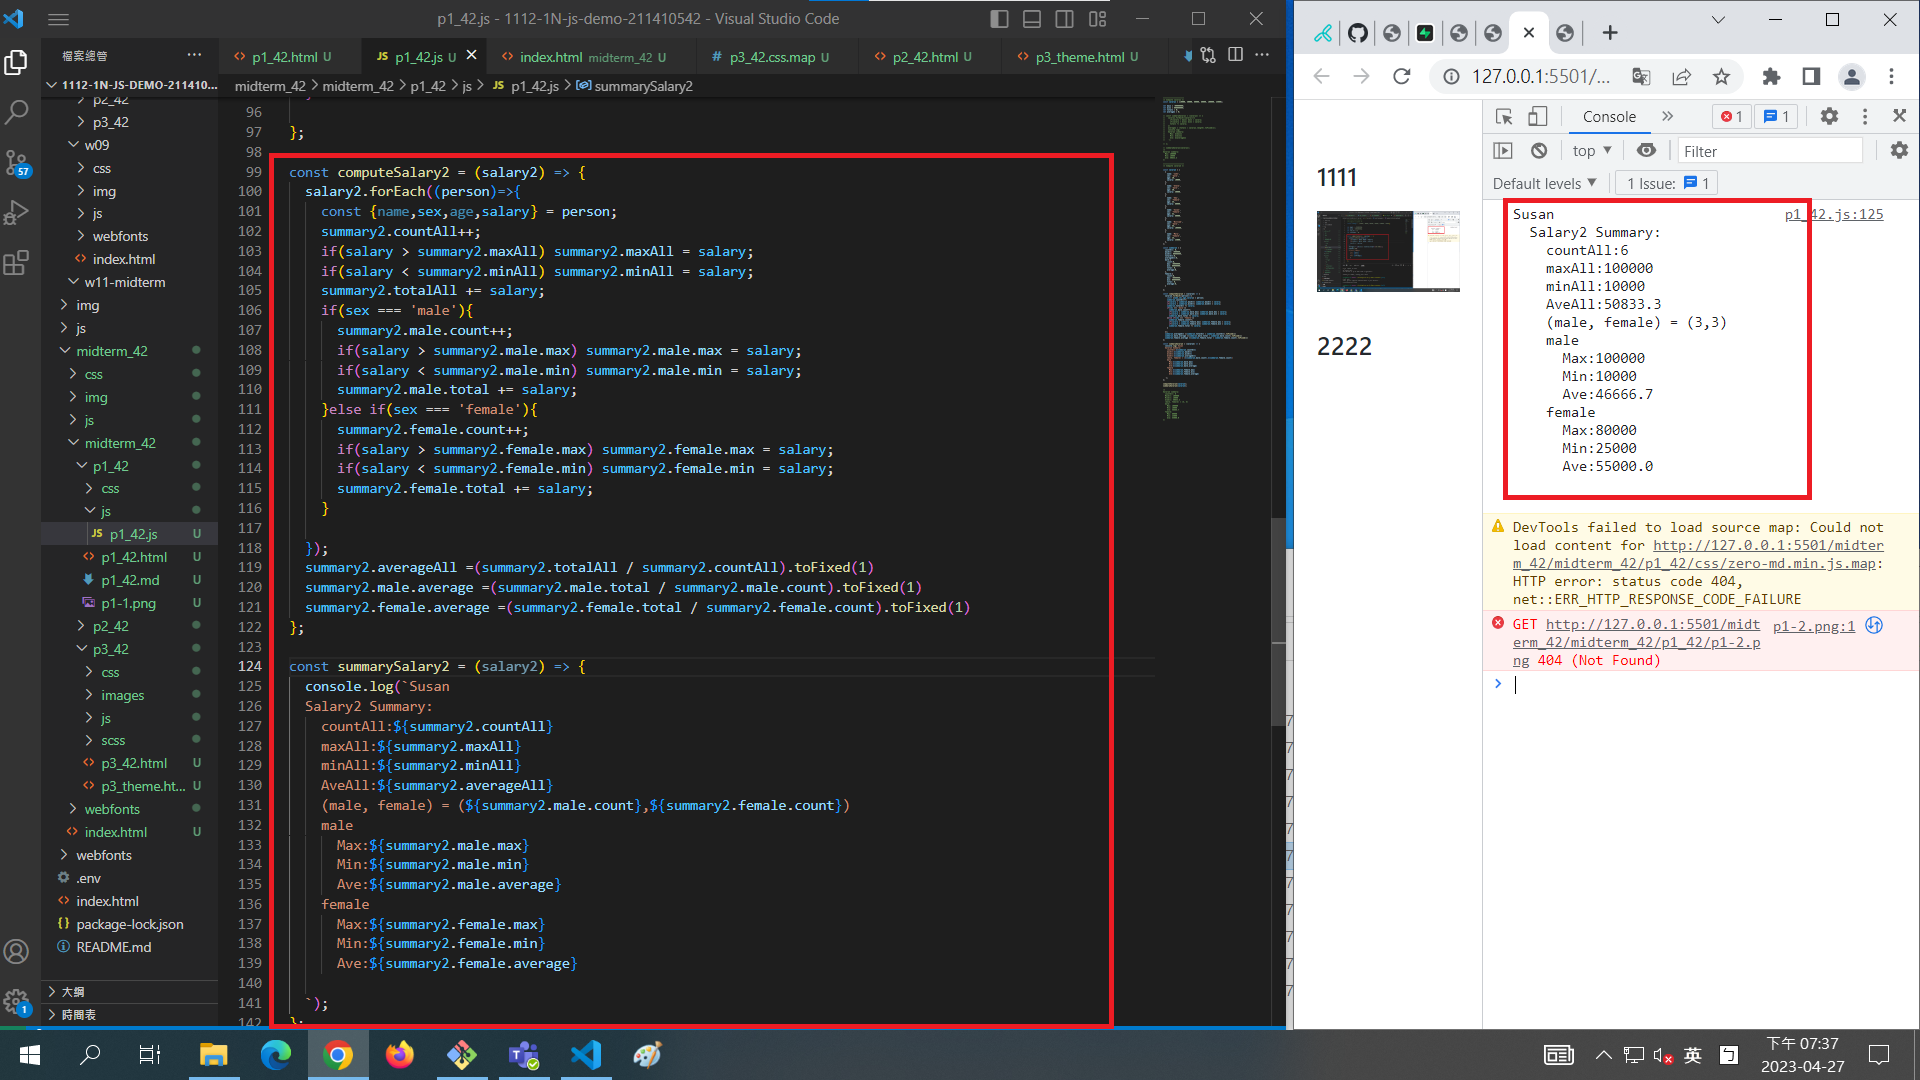 p1_42.js - 1112-1N-js-demo-211410542 - Visual Studio Code
檔案總管
1112-1N-JS-DEMO-211410...
p2_42
p3_42
w09
css
img
js
webfonts
index.html
w11-midterm
img
js
midterm_42
css
img
js
midterm_42
p1_42
css
js
JS p1_42.js U
p1_42.html U
p1_42.md U
p1-1.png U
p2_42
p3_42
css
images
js
scss
p3_42.html U
p3_theme.ht... U
webfonts
index.html U
webfonts
.env
index.html
package-lock.json
README.md
大綱
時間表
57
1
p1_42.html U
JS p1_42.js U
index.html midterm_42 U
# p3_42.css.map U
p2_42.html U
p3_theme.html U
midterm_42 > midterm_42 > p1_42 > js > JS p1_42.js > summarySalary2
96
97 };
98
99 const computeSalary2 = (salary2) => {
100 salary2.forEach((person)=>{
101 const {name,sex,age,salary} = person;
102 summary2.countAll++;
103 if(salary > summary2.maxAll) summary2.maxAll = salary;
104 if(salary < summary2.minAll) summary2.minAll = salary;
105 summary2.totalAll += salary;
106 if(sex === 'male'){
107 summary2.male.count++;
108 if(salary > summary2.male.max) summary2.male.max = salary;
109 if(salary < summary2.male.min) summary2.male.min = salary;
110 summary2.male.total += salary;
111 }else if(sex === 'female'){
112 summary2.female.count++;
113 if(salary > summary2.female.max) summary2.female.max = salary;
114 if(salary < summary2.female.min) summary2.female.min = salary;
115 summary2.female.total += salary;
116 }
117
118 });
119 summary2.averageAll =(summary2.totalAll / summary2.countAll).toFixed(1)
120 summary2.male.average =(summary2.male.total / summary2.male.count).toFixed(1)
121 summary2.female.average =(summary2.female.total / summary2.female.count).toFixed(1)
122 };
123
124 const summarySalary2 = (salary2) => {
125 console.log(`Susan
126 Salary2 Summary:
127 countAll:${summary2.countAll}
128 maxAll:${summary2.maxAll}
129 minAll:${summary2.minAll}
130 AveAll:${summary2.averageAll}
131 (male, female) = (${summary2.male.count},${summary2.female.count})
132 male
133 Max:${summary2.male.max}
134 Min:${summary2.male.min}
135 Ave:${summary2.male.average}
136 female
137 Max:${summary2.female.max}
138 Min:${summary2.female.min}
139 Ave:${summary2.female.average}
140
141 `);
142 };
127.0.0.1:5501/...
1111
2222
Console
1
1
top
Filter
Default levels
1 Issue: 1
Susan p1_42.js:125
Salary2 Summary:
countAll:6
maxAll:100000
minAll:10000
AveAll:50833.3
(male, female) = (3,3)
male
Max:100000
Min:10000
Ave:46666.7
female
Max:80000
Min:25000
Ave:55000.0
DevTools failed to load source map: Could not
load content for http://127.0.0.1:5501/midter
m_42/midterm_42/p1_42/css/zero-md.min.js.map:
HTTP error: status code 404,
net::ERR_HTTP_RESPONSE_CODE_FAILURE
GET http://127.0.0.1:5501/midt p1-2.png:1
erm_42/midterm_42/p1_42/p1-2.p
ng 404 (Not Found)
英
下午 07:37
2023-04-27